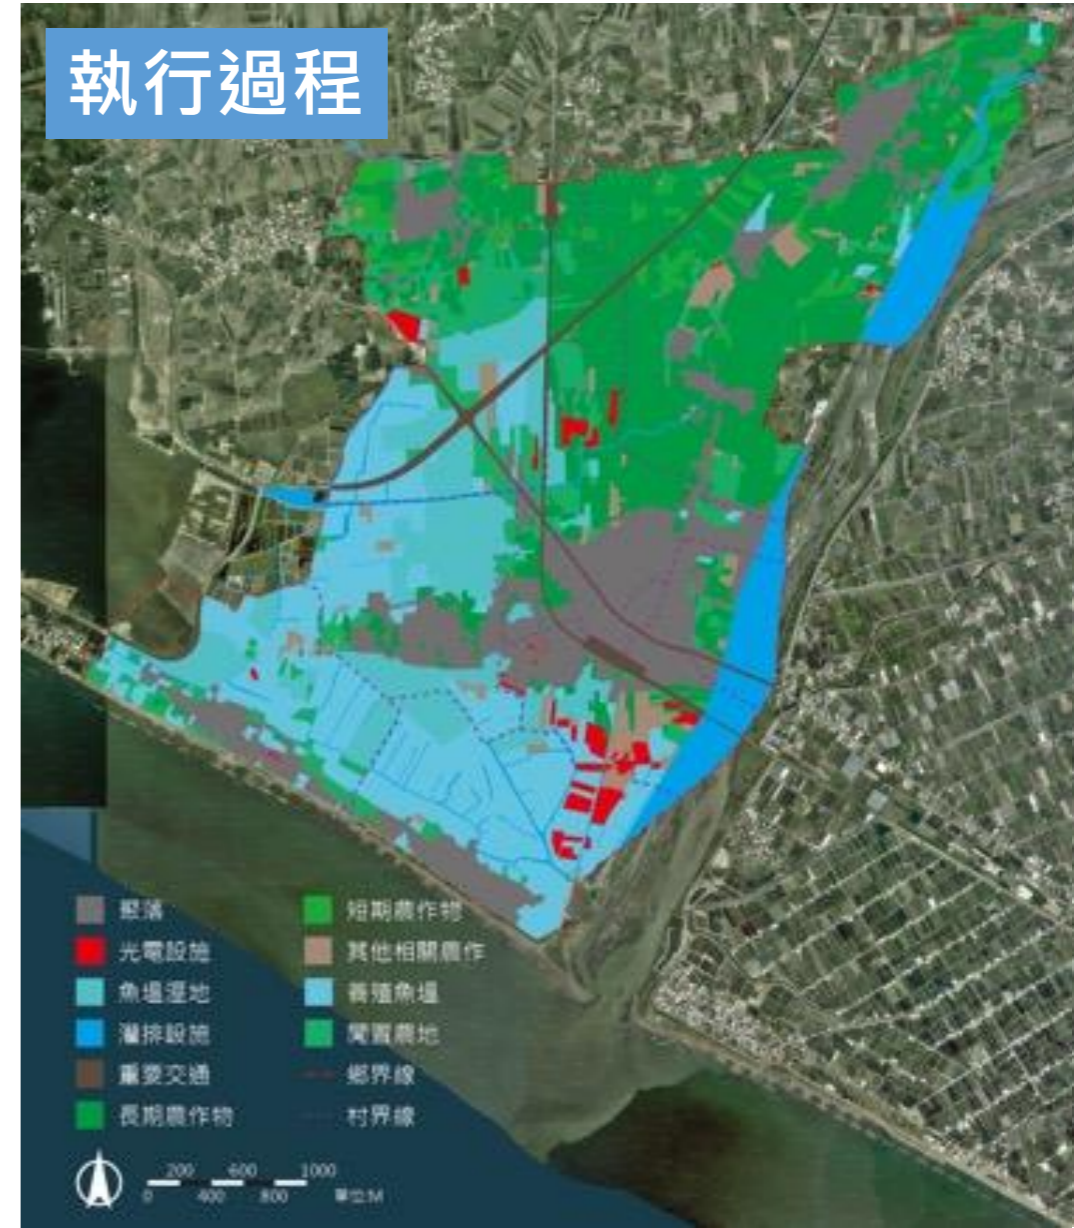 執行過程
聚落
光電設施
魚塭溼地
灌排設施
重要交通
長期農作物
短期農作物
其他相關農作
養殖魚塭
閒置農地
鄉界線
村界線
200 600 1000
0 400 800 單位:M